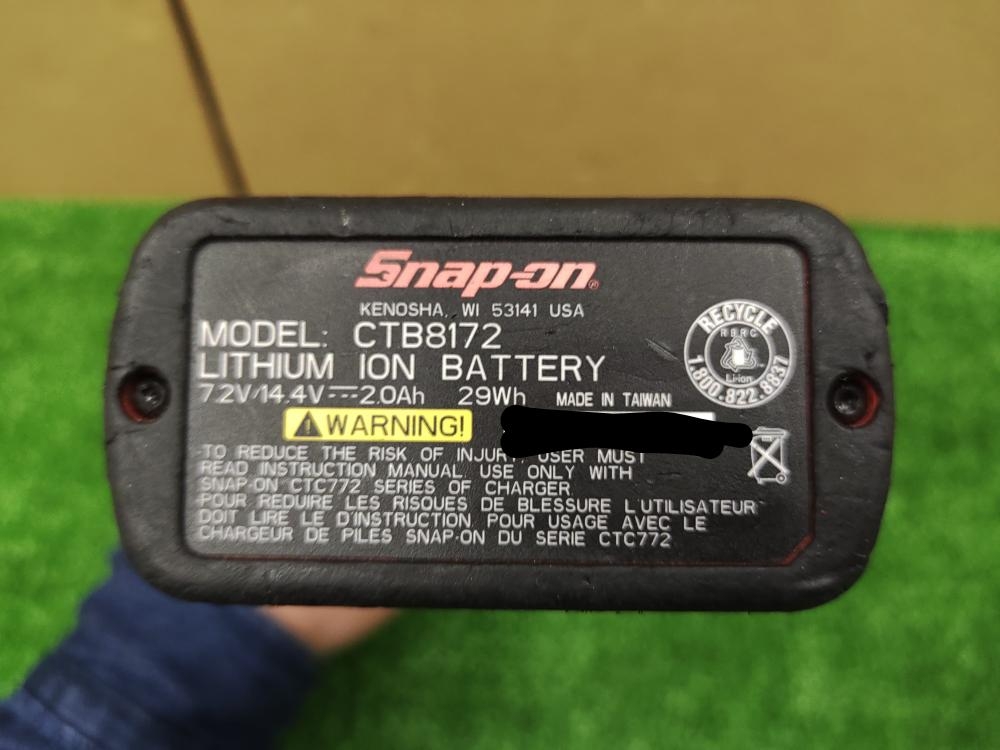 Snap-on®
KENOSHA, WI 53141 USA
MODEL: CTB8172
LITHIUM ION BATTERY
7.2V/14.4V⎓2.0Ah 29Wh MADE IN TAIWAN
RECYCLE
RBRC
Li-ion
1.800.822.8837
WARNING!
TO REDUCE THE RISK OF INJURY, USER MUST
READ INSTRUCTION MANUAL. USE ONLY WITH
SNAP-ON CTC772 SERIES OF CHARGER
POUR REDUIRE LES RISQUES DE BLESSURE L'UTILISATEUR
DOIT LIRE LE D'INSTRUCTION. POUR USAGE AVEC LE
CHARGEUR DE PILES SNAP-ON DU SERIE CTC772